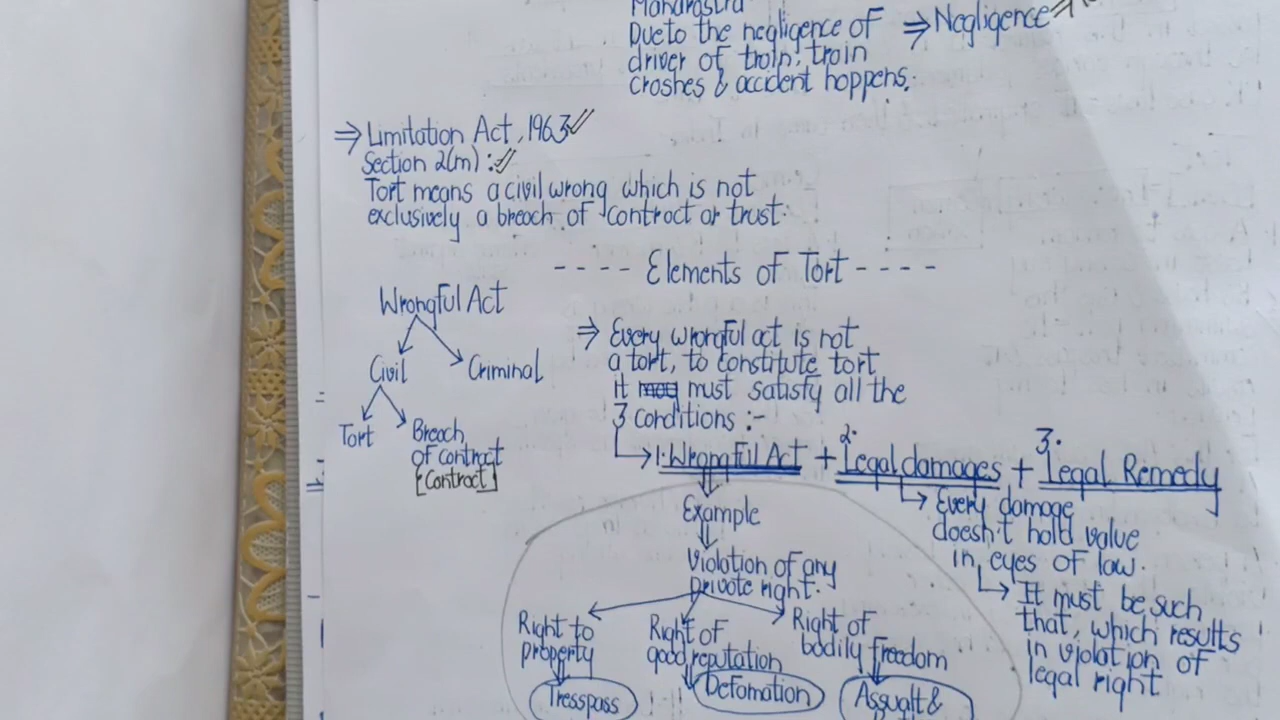 Maharastra
Due to the negligence of
driver of train, train
crashes & accident happens.
⇒ Negligence ⇒
⇒ Limitation Act, 1963
Section 2(m) :-
Tort means a civil wrong which is not
exclusively a breach of contract or trust.
---- Elements of Tort ----
Wrongful Act
Civil
Criminal
Tort
Breach
of contract
[Contract]
⇒ Every wrongful act is not
a tort, to constitute tort
it must satisfy all the
3 conditions :-
1. Wrongful Act + 2. Legal damages + 3. Legal Remedy
Example
Violation of any
private right.
Right to
property
Tresspass
Right of
good reputation
Defamation
Right of
bodily freedom
Assualt &
Every damage
doesn't hold value
in eyes of law.
It must be such
that, which results
in violation of
legal right